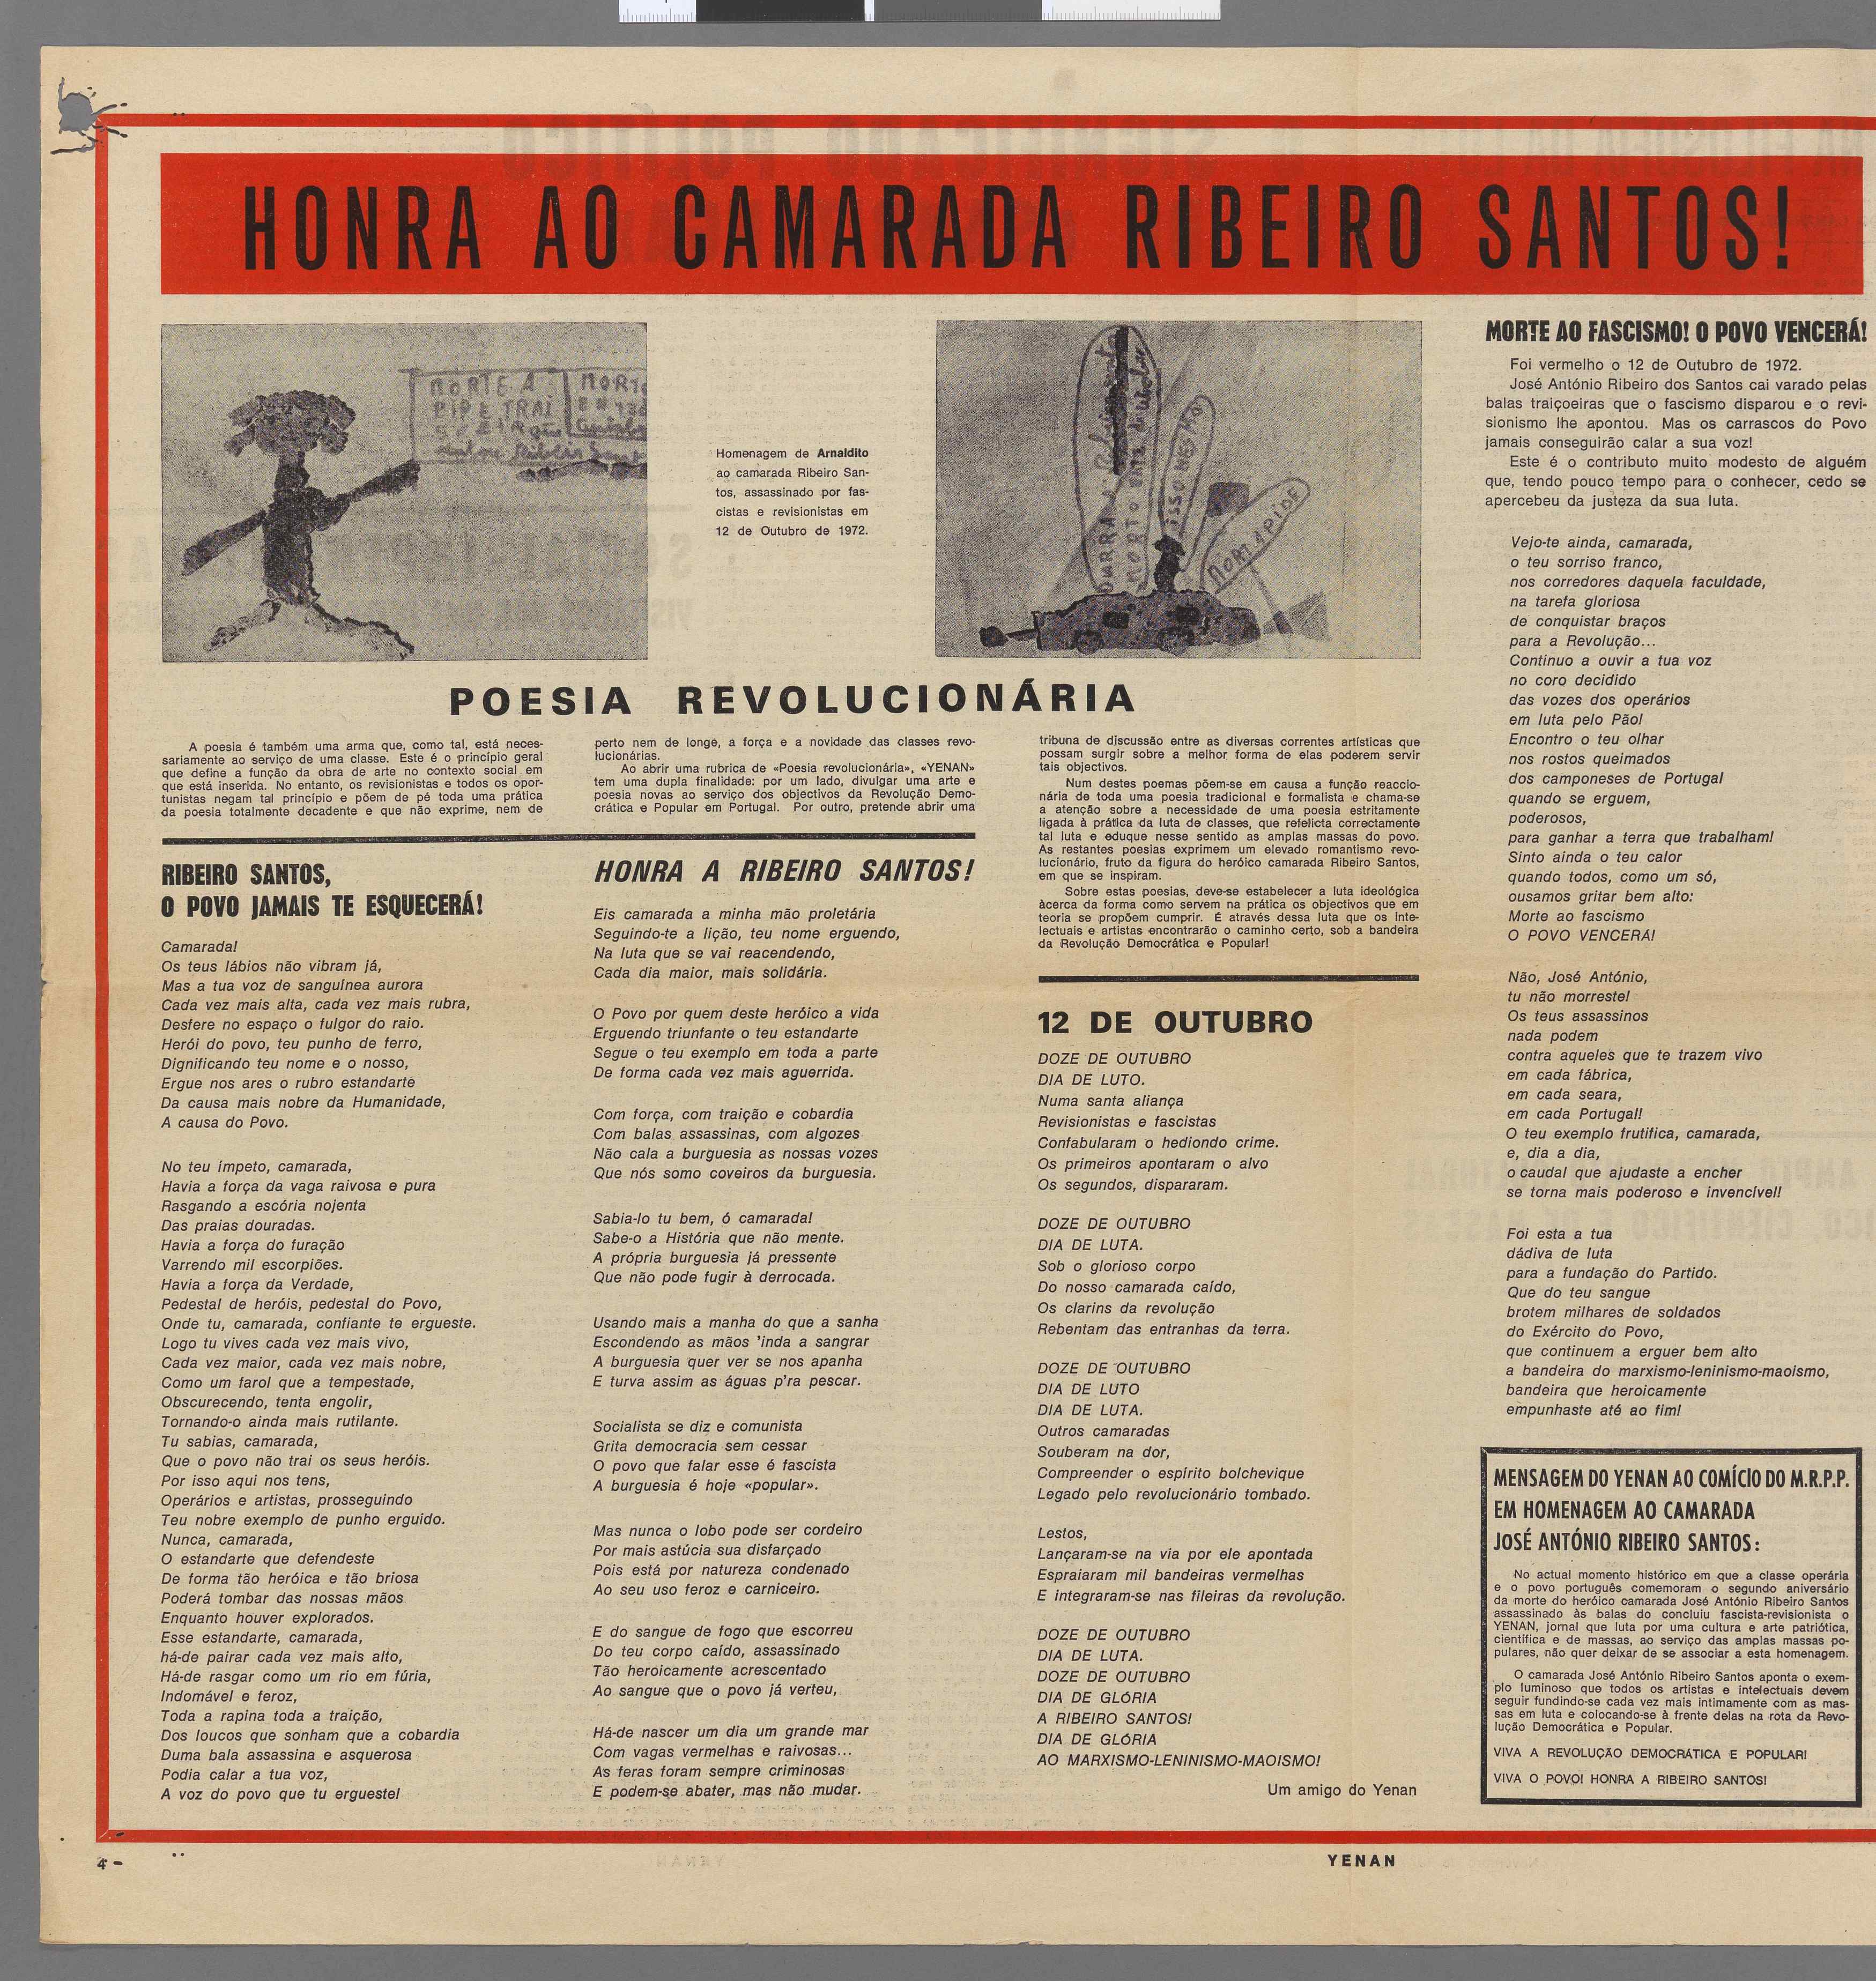 HONRA AO CAMARADA RIBEIRO SANTOS!
MORTE A
PIDE TRAI
Homenagem de Arnaldito
ao camarada Ribeiro San-
tos, assassinado por fas-
cistas e revisionistas em
12 de Outubro de 1972.
ISSO MESMO
MORT A PIDE
POESIA REVOLUCIONÁRIA
A poesia é também uma arma que, como tal, está neces-
sariamente ao serviço de uma classe. Este é o princípio geral
que define a função da obra de arte no contexto social em
que está inserida. No entanto, os revisionistas e todos os opor-
tunistas negam tal princípio e põem de pé toda uma prática
da poesia totalmente decadente e que não exprime, nem de
perto nem de longe, a força e a novidade das classes revo-
lucionárias.
Ao abrir uma rubrica de «Poesia revolucionária», «YENAN»
tem uma dupla finalidade: por um lado, divulgar uma arte e
poesia novas ao serviço dos objectivos da Revolução Demo-
crática e Popular em Portugal. Por outro, pretende abrir uma
tribuna de discussão entre as diversas correntes artísticas que
possam surgir sobre a melhor forma de elas poderem servir
tais objectivos.
Num destes poemas põem-se em causa a função reaccio-
nária de toda uma poesia tradicional e formalista e chama-se
a atenção sobre a necessidade de uma poesia estritamente
ligada à prática da luta de classes, que refelicta correctamente
tal luta e eduque nesse sentido as amplas massas do povo.
As restantes poesias exprimem um elevado romantismo revo-
lucionário, fruto da figura do heróico camarada Ribeiro Santos,
em que se inspiram.
Sobre estas poesias, deve-se estabelecer a luta ideológica
àcerca da forma como servem na prática os objectivos que em
teoria se propõem cumprir. É através dessa luta que os inte-
lectuais e artistas encontrarão o caminho certo, sob a bandeira
da Revolução Democrática e Popular!
RIBEIRO SANTOS,
O POVO JAMAIS TE ESQUECERÁ!
Camarada!
Os teus lábios não vibram já,
Mas a tua voz de sanguínea aurora
Cada vez mais alta, cada vez mais rubra,
Desfere no espaço o fulgor do raio.
Herói do povo, teu punho de ferro,
Dignificando teu nome e o nosso,
Ergue nos ares o rubro estandarte
Da causa mais nobre da Humanidade,
A causa do Povo.
No teu ímpeto, camarada,
Havia a força da vaga raivosa e pura
Rasgando a escória nojenta
Das praias douradas.
Havia a força do furação
Varrendo mil escorpiões.
Havia a força da Verdade,
Pedestal de heróis, pedestal do Povo,
Onde tu, camarada, confiante te ergueste.
Logo tu vives cada vez mais vivo,
Cada vez maior, cada vez mais nobre,
Como um farol que a tempestade,
Obscurecendo, tenta engolir,
Tornando-o ainda mais rutilante.
Tu sabias, camarada,
Que o povo não trai os seus heróis.
Por isso aqui nos tens,
Operários e artistas, prosseguindo
Teu nobre exemplo de punho erguido.
Nunca, camarada,
O estandarte que defendeste
De forma tão heróica e tão briosa
Poderá tombar das nossas mãos
Enquanto houver explorados.
Esse estandarte, camarada,
há-de pairar cada vez mais alto,
Há-de rasgar como um rio em fúria,
Indomável e feroz,
Toda a rapina toda a traição,
Dos loucos que sonham que a cobardia
Duma bala assassina e asquerosa
Podia calar a tua voz,
A voz do povo que tu ergueste!
HONRA A RIBEIRO SANTOS!
Eis camarada a minha mão proletária
Seguindo-te a lição, teu nome erguendo,
Na luta que se vai reacendendo,
Cada dia maior, mais solidária.
O Povo por quem deste heróico a vida
Erguendo triunfante o teu estandarte
Segue o teu exemplo em toda a parte
De forma cada vez mais aguerrida.
Com força, com traição e cobardia
Com balas assassinas, com algozes
Não cala a burguesia as nossas vozes
Que nós somo coveiros da burguesia.
Sabia-lo tu bem, ó camarada!
Sabe-o a História que não mente.
A própria burguesia já pressente
Que não pode fugir à derrocada.
Usando mais a manha do que a sanha
Escondendo as mãos 'inda a sangrar
A burguesia quer ver se nos apanha
E turva assim as águas p'ra pescar.
Socialista se diz e comunista
Grita democracia sem cessar
O povo que falar esse é fascista
A burguesia é hoje «popular».
Mas nunca o lobo pode ser cordeiro
Por mais astúcia sua disfarçado
Pois está por natureza condenado
Ao seu uso feroz e carniceiro.
E do sangue de fogo que escorreu
Do teu corpo caído, assassinado
Tão heroicamente acrescentado
Ao sangue que o povo já verteu,
Há-de nascer um dia um grande mar
Com vagas vermelhas e raivosas...
As feras foram sempre criminosas
E podem-se abater, mas não mudar.
12 DE OUTUBRO
DOZE DE OUTUBRO
DIA DE LUTO.
Numa santa aliança
Revisionistas e fascistas
Confabularam o hediondo crime.
Os primeiros apontaram o alvo
Os segundos, dispararam.
DOZE DE OUTUBRO
DIA DE LUTA.
Sob o glorioso corpo
Do nosso camarada caído,
Os clarins da revolução
Rebentam das entranhas da terra.
DOZE DE OUTUBRO
DIA DE LUTO
DIA DE LUTA.
Outros camaradas
Souberam na dor,
Compreender o espírito bolchevique
Legado pelo revolucionário tombado.
Lestos,
Lançaram-se na via por ele apontada
Espraiaram mil bandeiras vermelhas
E integraram-se nas fileiras da revolução.
DOZE DE OUTUBRO
DIA DE LUTA.
DOZE DE OUTUBRO
DIA DE GLÓRIA
A RIBEIRO SANTOS!
DIA DE GLÓRIA
AO MARXISMO-LENINISMO-MAOISMO!
Um amigo do Yenan
MORTE AO FASCISMO! O POVO VENCERÁ!
Foi vermelho o 12 de Outubro de 1972.
José António Ribeiro dos Santos cai varado pelas
balas traiçoeiras que o fascismo disparou e o revi-
sionismo lhe apontou. Mas os carrascos do Povo
jamais conseguirão calar a sua voz!
Este é o contributo muito modesto de alguém
que, tendo pouco tempo para o conhecer, cedo se
apercebeu da justeza da sua luta.
Vejo-te ainda, camarada,
o teu sorriso franco,
nos corredores daquela faculdade,
na tarefa gloriosa
de conquistar braços
para a Revolução...
Continuo a ouvir a tua voz
no coro decidido
das vozes dos operários
em luta pelo Pão!
Encontro o teu olhar
nos rostos queimados
dos camponeses de Portugal
quando se erguem,
poderosos,
para ganhar a terra que trabalham!
Sinto ainda o teu calor
quando todos, como um só,
ousamos gritar bem alto:
Morte ao fascismo
O POVO VENCERÁ!
Não, José António,
tu não morreste!
Os teus assassinos
nada podem
contra aqueles que te trazem vivo
em cada fábrica,
em cada seara,
em cada Portugal!
O teu exemplo frutifica, camarada,
e, dia a dia,
o caudal que ajudaste a encher
se torna mais poderoso e invencível!
Foi esta a tua
dádiva de luta
para a fundação do Partido.
Que do teu sangue
brotem milhares de soldados
do Exército do Povo,
que continuem a erguer bem alto
a bandeira do marxismo-leninismo-maoismo,
bandeira que heroicamente
empunhaste até ao fim!
MENSAGEM DO YENAN AO COMÍCIO DO M.R.P.P.
EM HOMENAGEM AO CAMARADA
JOSÉ ANTÓNIO RIBEIRO SANTOS:
No actual momento histórico em que a classe operária
e o povo português comemoram o segundo aniversário
da morte do heróico camarada José António Ribeiro Santos
assassinado às balas do concluiu fascista-revisionista o
YENAN, jornal que luta por uma cultura e arte patriótica,
científica e de massas, ao serviço das amplas massas po-
pulares, não quer deixar de se associar a esta homenagem.
O camarada José António Ribeiro Santos aponta o exem-
plo luminoso que todos os artistas e intelectuais devem
seguir fundindo-se cada vez mais intimamente com as mas-
sas em luta e colocando-se à frente delas na rota da Revo-
lução Democrática e Popular.
VIVA A REVOLUÇÃO DEMOCRÁTICA E POPULAR!
VIVA O POVO! HONRA A RIBEIRO SANTOS!
4 -
YENAN